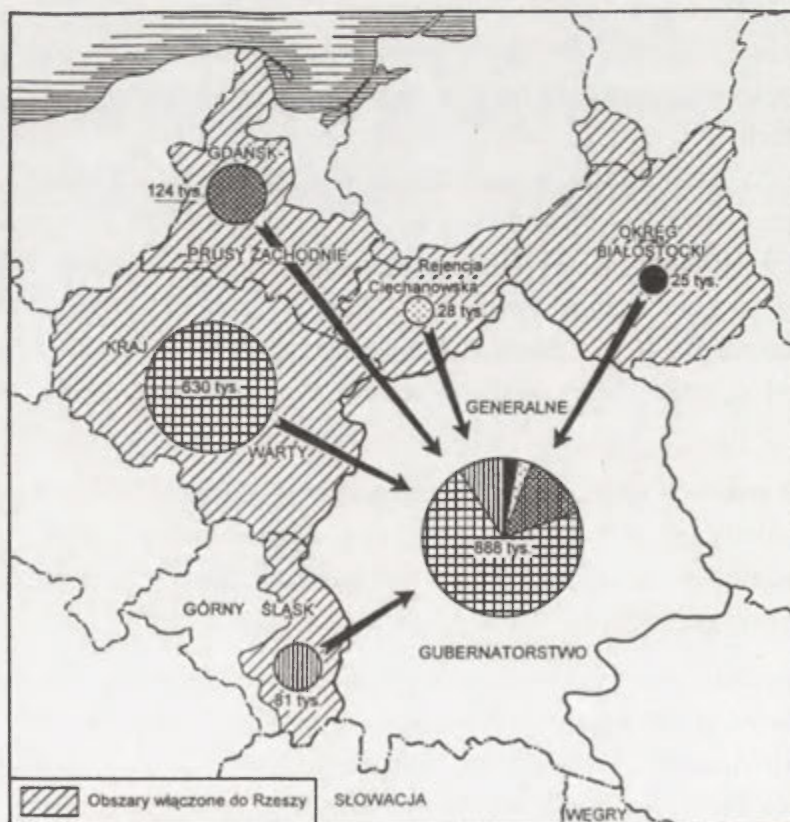 GDAŃSK-
124 tys.
PRUSY ZACHODNIE
OKRĘG
BIAŁOSTOCKI
25 tys.
Rejencja
Ciechanowska
28 tys.
KRAJ
630 tys.
WARTY
GENERALNE
888 tys.
GÓRNY ŚLĄSK
GUBERNATORSTWO
81 tys.
Obszary włączone do Rzeszy
SŁOWACJA
WĘGRY